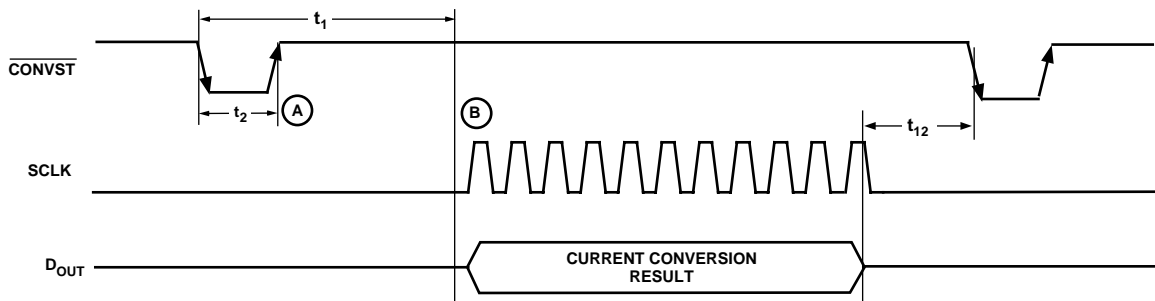 t1
CONVST
t2
A
B
t12
SCLK
DOUT
CURRENT CONVERSION
RESULT